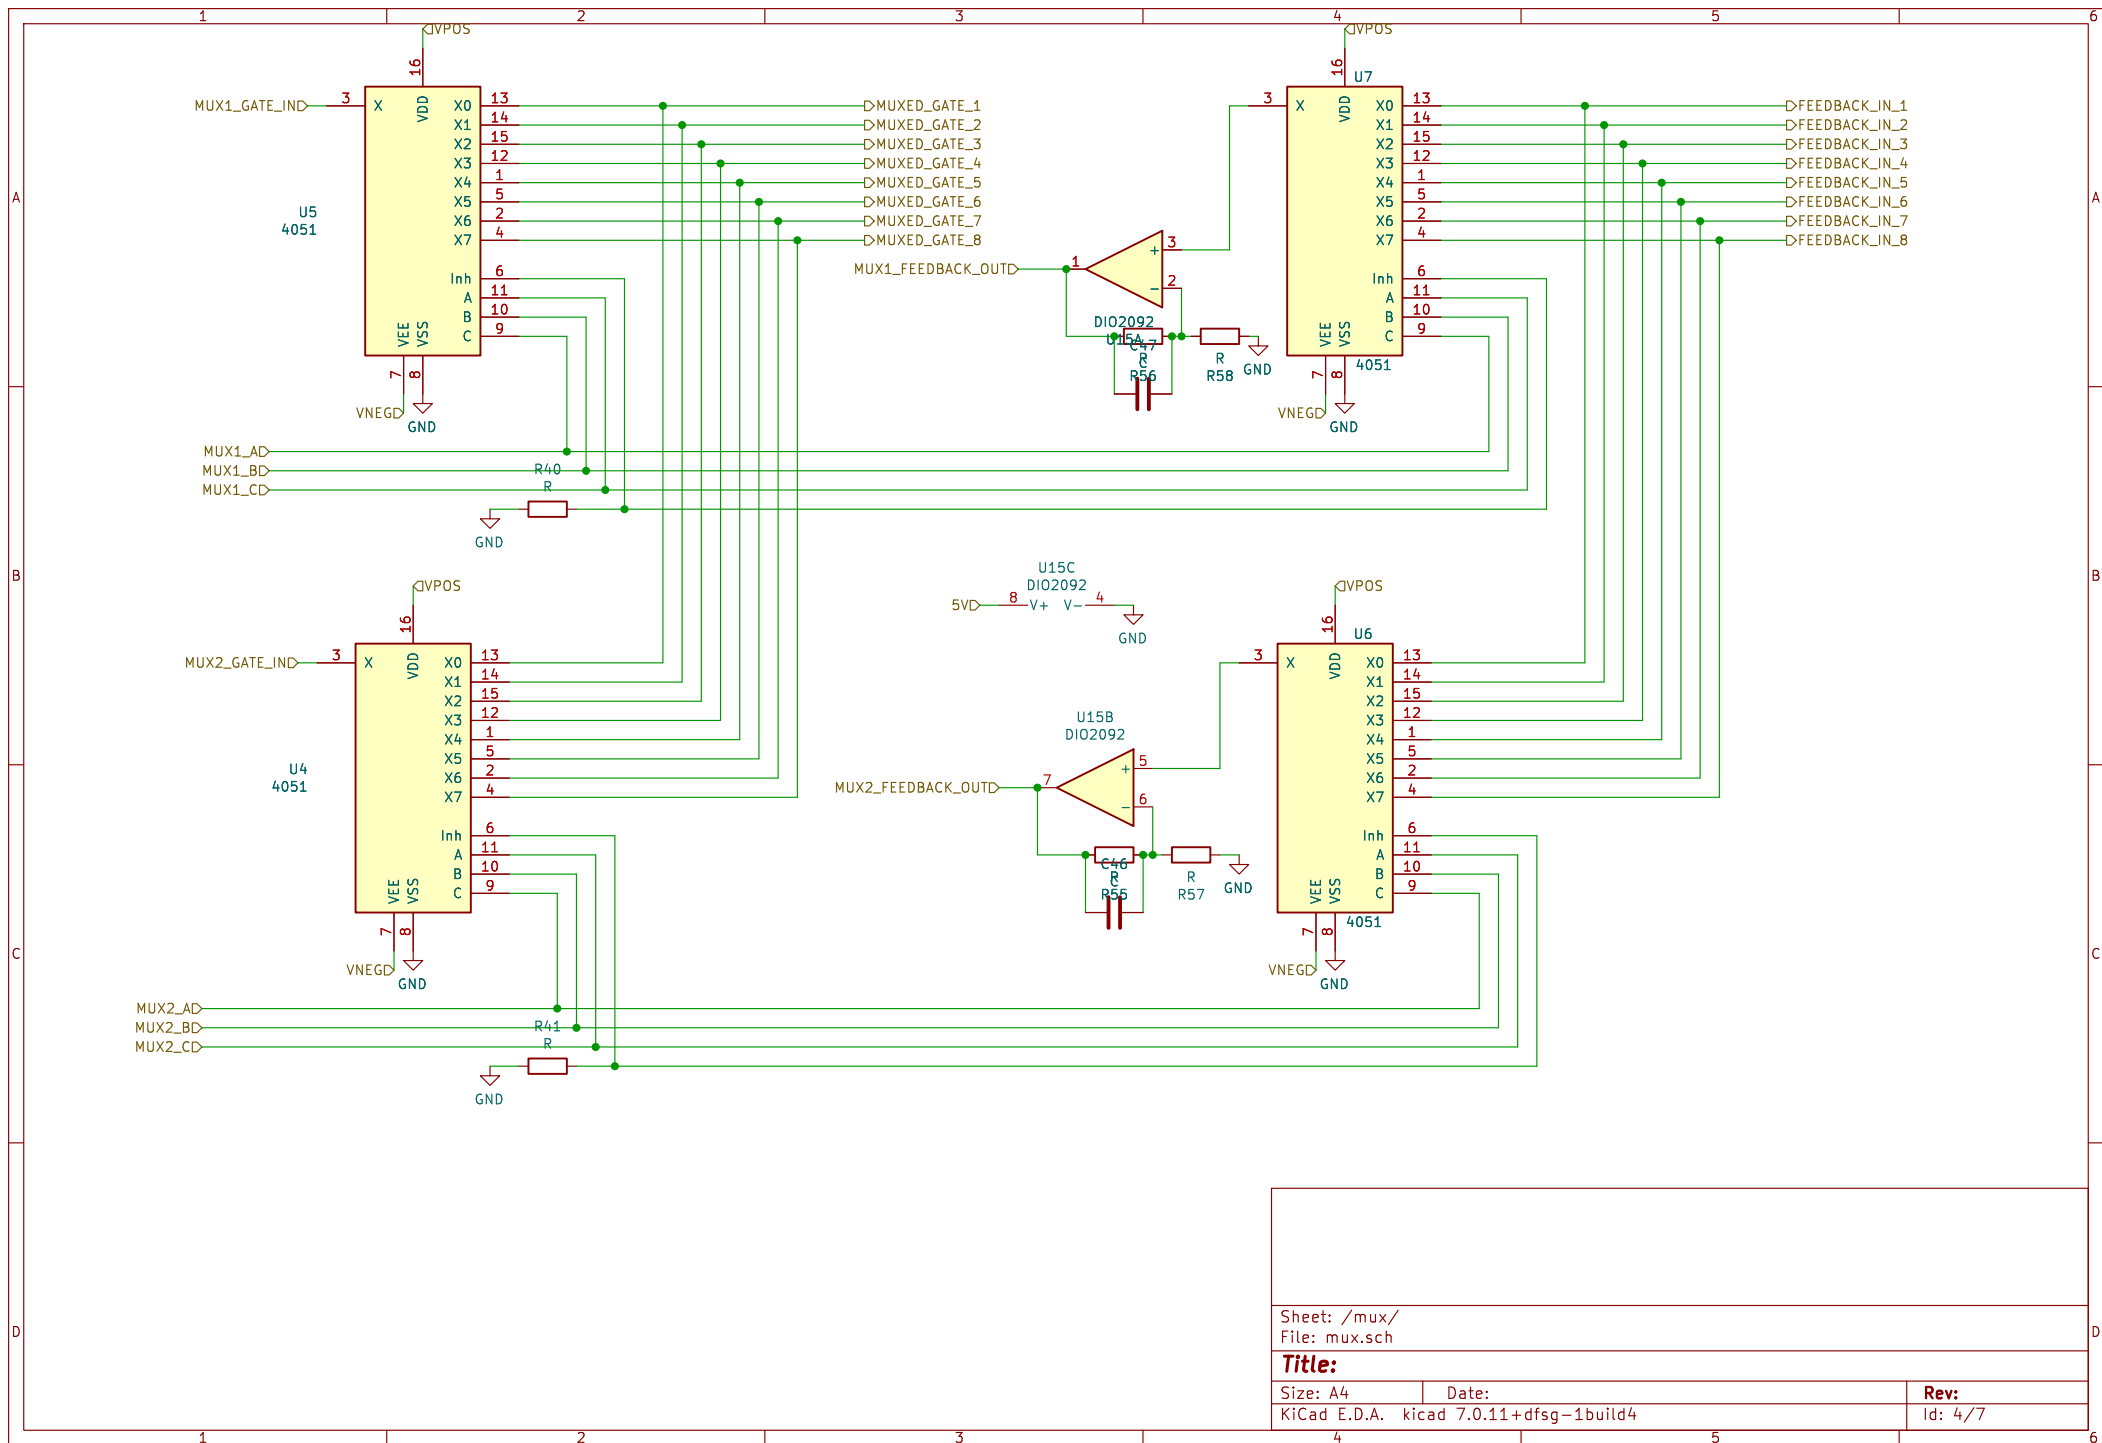 1 2 3 4 5 6
A
B
C
D
A
B
C
D
1 2 3 4 5 6
VPOS
16
MUX1_GATE_IN
3 X
VDD
X0 13
X1 14
X2 15
X3 12
X4 1
X5 5
X6 2
X7 4
Inh 6
A 11
B 10
C 9
VEE
VSS
7
8
U5
4051
VNEG
GND
MUXED_GATE_1
MUXED_GATE_2
MUXED_GATE_3
MUXED_GATE_4
MUXED_GATE_5
MUXED_GATE_6
MUXED_GATE_7
MUXED_GATE_8
MUX1_A
MUX1_B
MUX1_C
R40
R
GND
MUX1_FEEDBACK_OUT
1
+ 3
- 2
DIO2092
U15A
C47
R
C
R56
R
R58
GND
VPOS
16
U7
3 X
VDD
X0 13
X1 14
X2 15
X3 12
X4 1
X5 5
X6 2
X7 4
Inh 6
A 11
B 10
C 9
VEE
VSS
7
8
4051
VNEG
GND
FEEDBACK_IN_1
FEEDBACK_IN_2
FEEDBACK_IN_3
FEEDBACK_IN_4
FEEDBACK_IN_5
FEEDBACK_IN_6
FEEDBACK_IN_7
FEEDBACK_IN_8
VPOS
16
MUX2_GATE_IN
3 X
VDD
X0 13
X1 14
X2 15
X3 12
X4 1
X5 5
X6 2
X7 4
Inh 6
A 11
B 10
C 9
VEE
VSS
7
8
U4
4051
VNEG
GND
MUX2_A
MUX2_B
MUX2_C
R41
R
GND
U15C
DIO2092
5V
8 V+ V- 4
GND
U15B
DIO2092
MUX2_FEEDBACK_OUT
7
+ 5
- 6
C46
R
C
R55
R
R57
GND
VPOS
16
U6
3 X
VDD
X0 13
X1 14
X2 15
X3 12
X4 1
X5 5
X6 2
X7 4
Inh 6
A 11
B 10
C 9
VEE
VSS
7
8
4051
VNEG
GND
Sheet: /mux/
File: mux.sch
Title:
Size: A4 Date: Rev:
KiCad E.D.A. kicad 7.0.11+dfsg-1build4 Id: 4/7